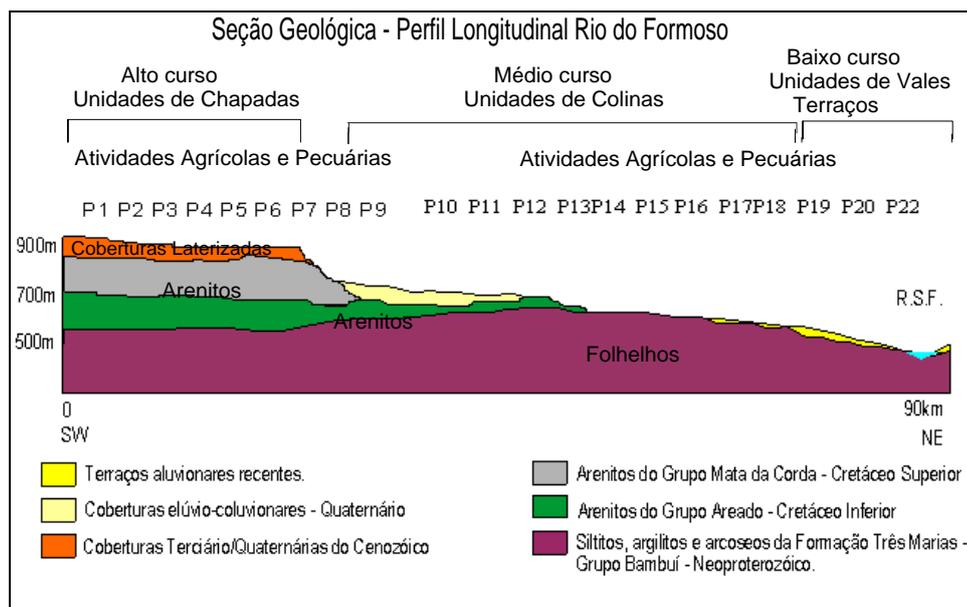 Seção Geológica - Perfil Longitudinal Rio do Formoso
Alto curso
Unidades de Chapadas
Médio curso
Unidades de Colinas
Baixo curso
Unidades de Vales
Terraços
Atividades Agrícolas e Pecuárias
Atividades Agrícolas e Pecuárias
P1 P2 P3 P4 P5 P6 P7 P8 P9 P10 P11 P12 P13 P14 P15 P16 P17 P18 P19 P20 P22
900m
Coberturas Laterizadas
Arenitos
700m
R.S.F.
Arenitos
500m
Folhelhos
0
90km
SW
NE
Terraços aluvionares recentes.
Coberturas elúvio-coluvionares - Quaternário
Coberturas Terciário/Quaternárias do Cenozóico
Arenitos do Grupo Mata da Corda - Cretáceo Superior
Arenitos do Grupo Areado - Cretáceo Inferior
Siltitos, argilitos e arcoseos da Formação Três Marias -
Grupo Bambuí - Neoproterozóico.